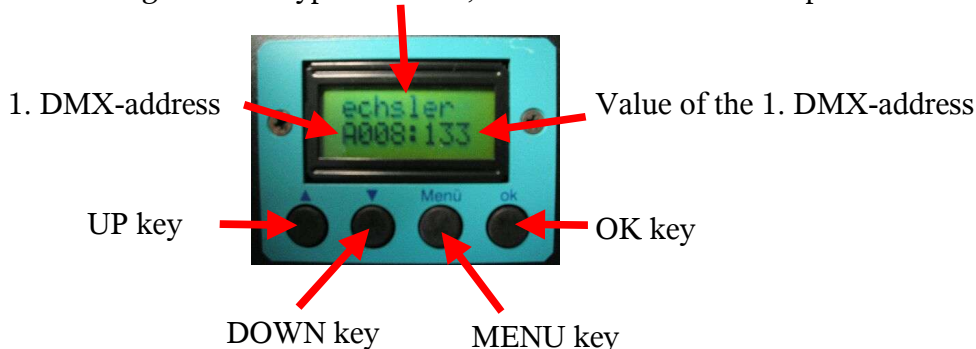 echsler
1. DMX-address
A008:133
Value of the 1. DMX-address
▲ ▼ Menü ok
UP key
OK key
DOWN key
MENU key